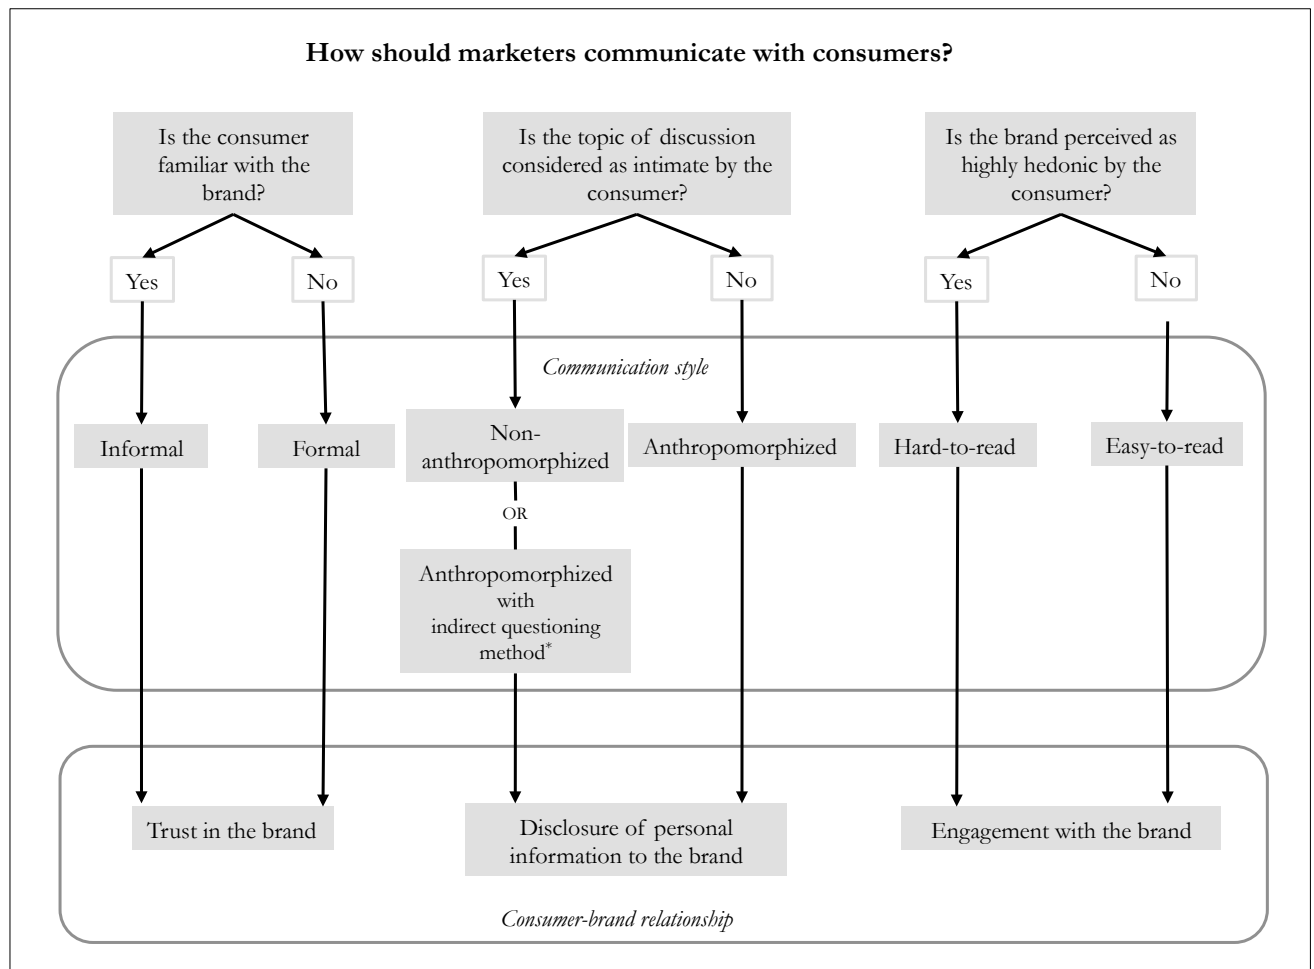 How should marketers communicate with consumers?
Is the consumer
familiar with the
brand?
Is the topic of discussion
considered as intimate by the
consumer?
Is the brand perceived as
highly hedonic by the
consumer?
Yes
No
Yes
No
Yes
No
Communication style
Informal
Formal
Non-
anthropomorphized
OR
Anthropomorphized
with
indirect questioning
method*
Anthropomorphized
Hard-to-read
Easy-to-read
Trust in the brand
Disclosure of personal
information to the brand
Engagement with the brand
Consumer-brand relationship